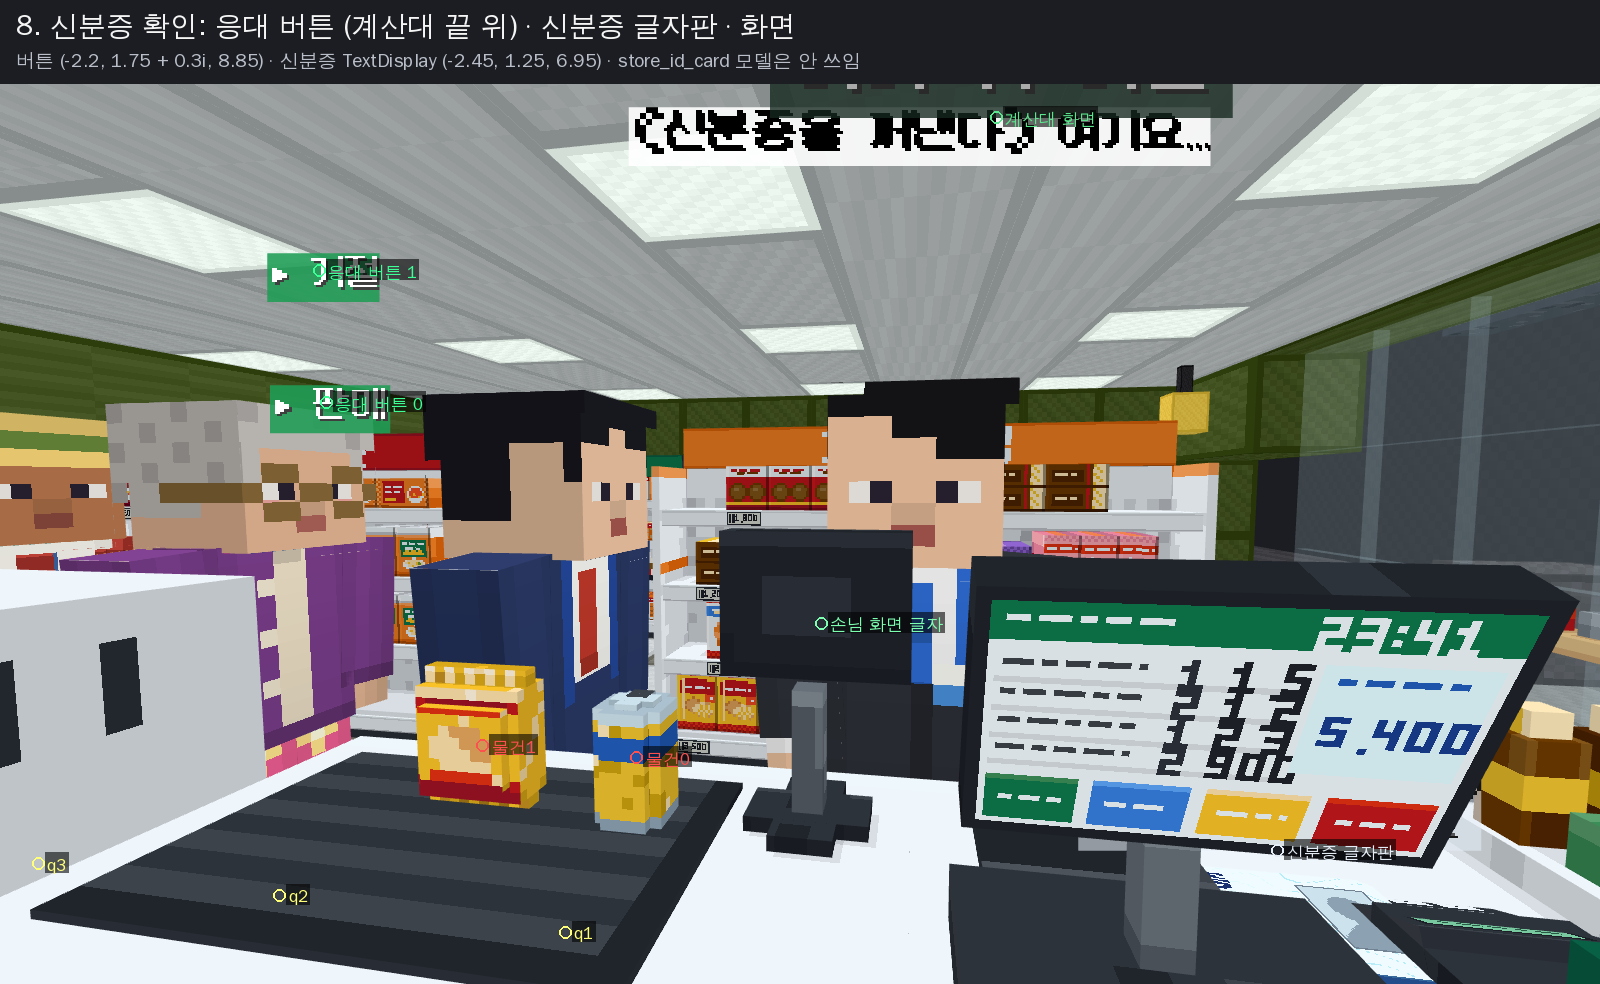 8. 신분증 확인: 응대 버튼 (계산대 끝 위) · 신분증 글자판 · 화면
버튼 (-2.2, 1.75 + 0.3i, 8.85) · 신분증 TextDisplay (-2.45, 1.25, 6.95) · store_id_card 모델은 안 쓰임
(신분증을 꺼낸다) 여기요...
계산대 화면
▶ 거절
응대 버튼 1
▶ 판매
응대 버튼 0
손님 화면 글자
23:41
5,400
물건1
물건0
신분증 글자판
q3
q2
q1